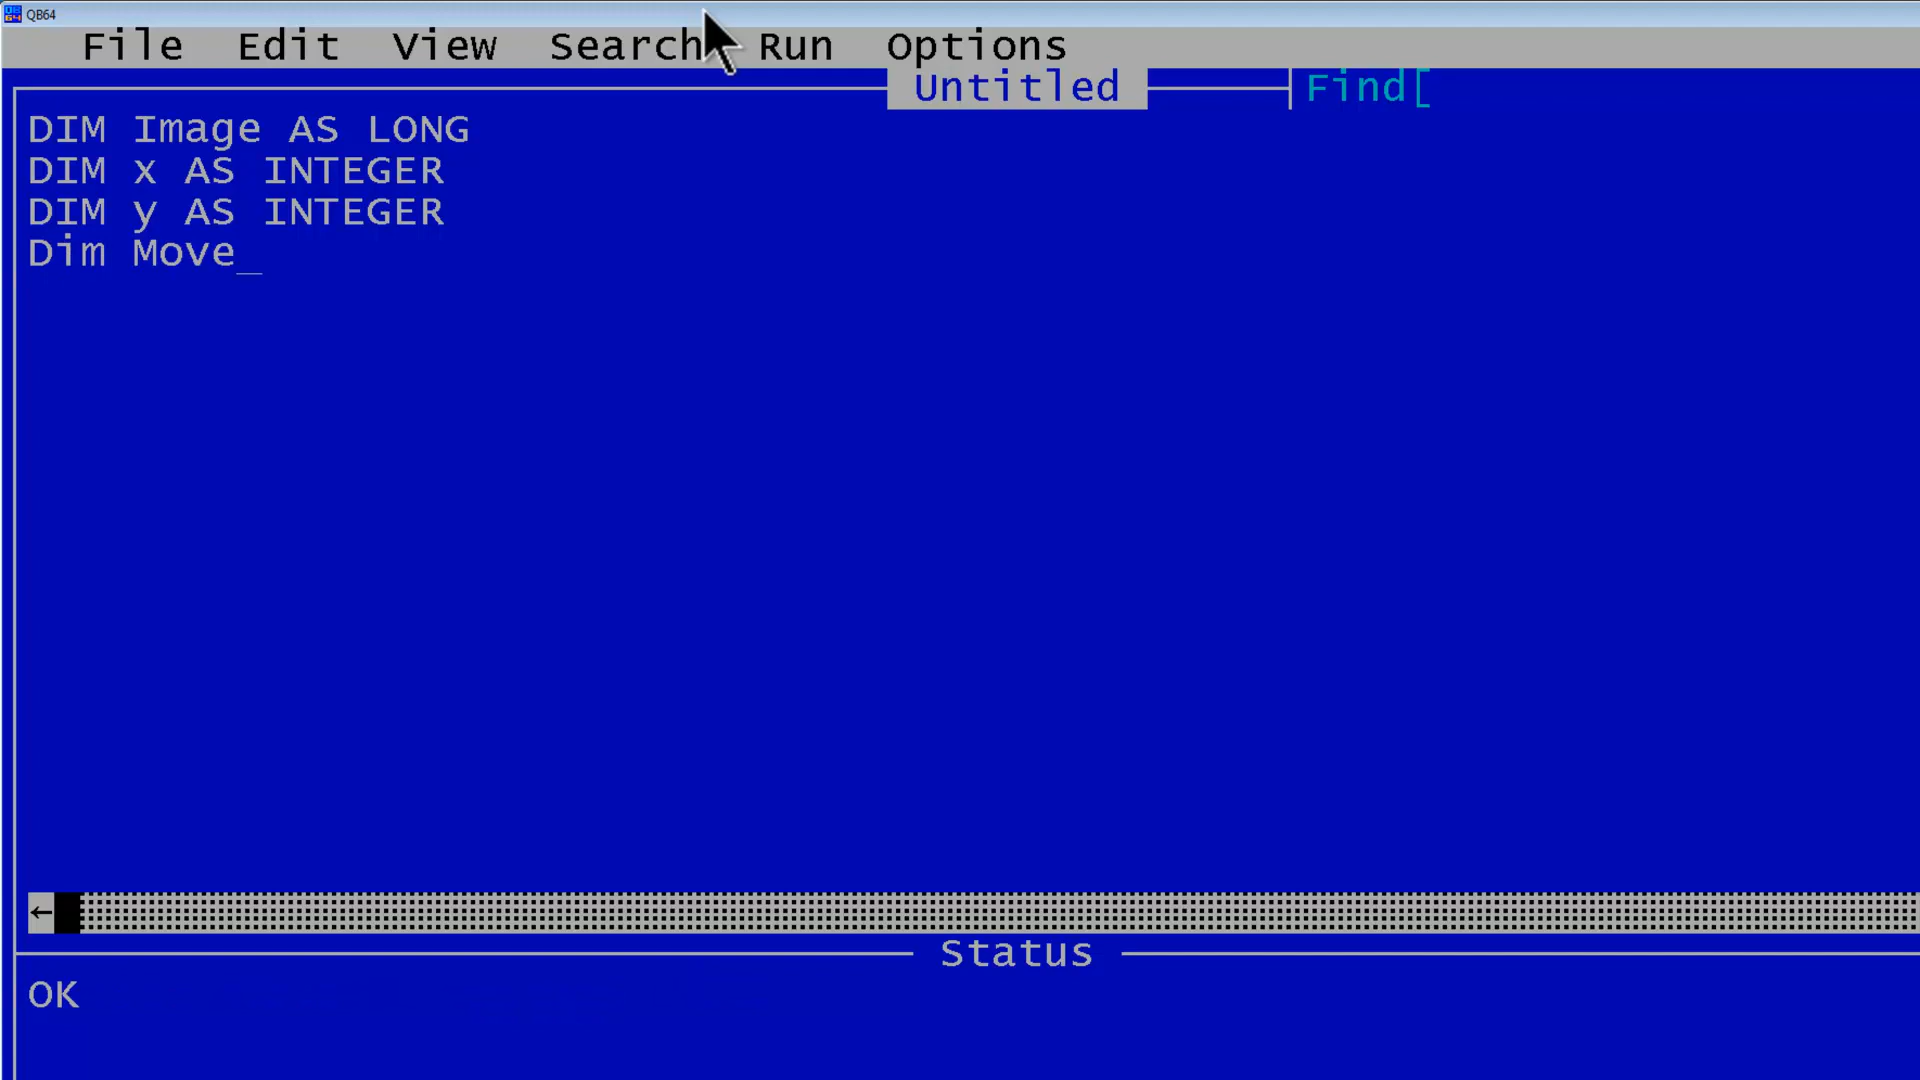 QB64
File Edit View Search Run Options
Untitled Find[
DIM Image AS LONG
DIM x AS INTEGER
DIM y AS INTEGER
Dim Move_
←
Status
OK